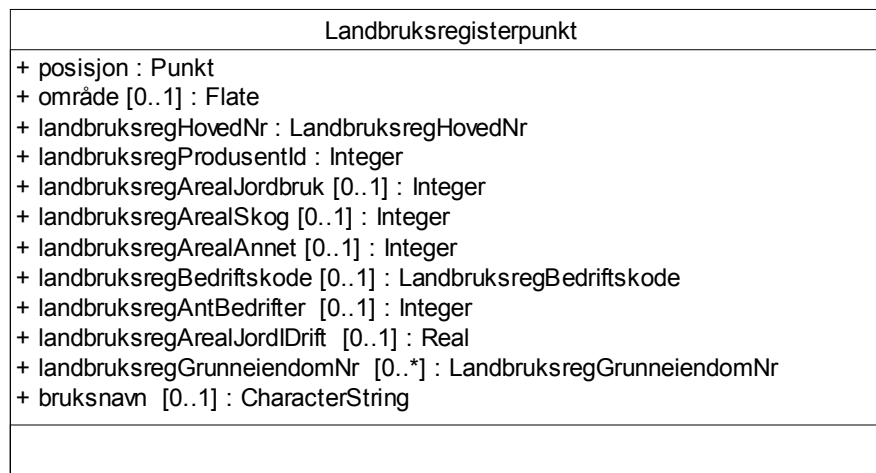 Landbruksregisterpunkt
+ posisjon : Punkt
+ område [0..1] : Flate
+ landbruksregHovedNr : LandbruksregHovedNr
+ landbruksregProdusentId : Integer
+ landbruksregArealJordbruk [0..1] : Integer
+ landbruksregArealSkog [0..1] : Integer
+ landbruksregArealAnnet [0..1] : Integer
+ landbruksregBedriftskode [0..1] : LandbruksregBedriftskode
+ landbruksregAntBedrifter [0..1] : Integer
+ landbruksregArealJordIDrift [0..1] : Real
+ landbruksregGrunneiendomNr [0..*] : LandbruksregGrunneiendomNr
+ bruksnavn [0..1] : CharacterString